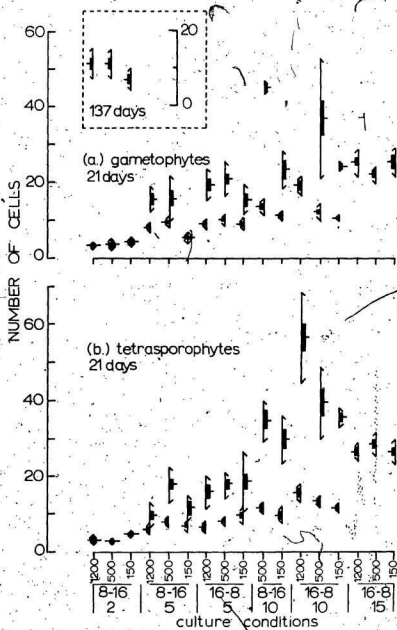 60
40
20
0
20
10
0
137 days
(a.) gametophytes
21 days
NUMBER OF CELLS
60
40
20
0
(b.) tetrasporophytes
21 days
1200 500 150 1200 500 150 1200 500 150 500 150 1200 500 150 1200 500 150
8-16 8-16 16-8 8-16 16-8 16-8
2 5 5 10 10 15
culture conditions